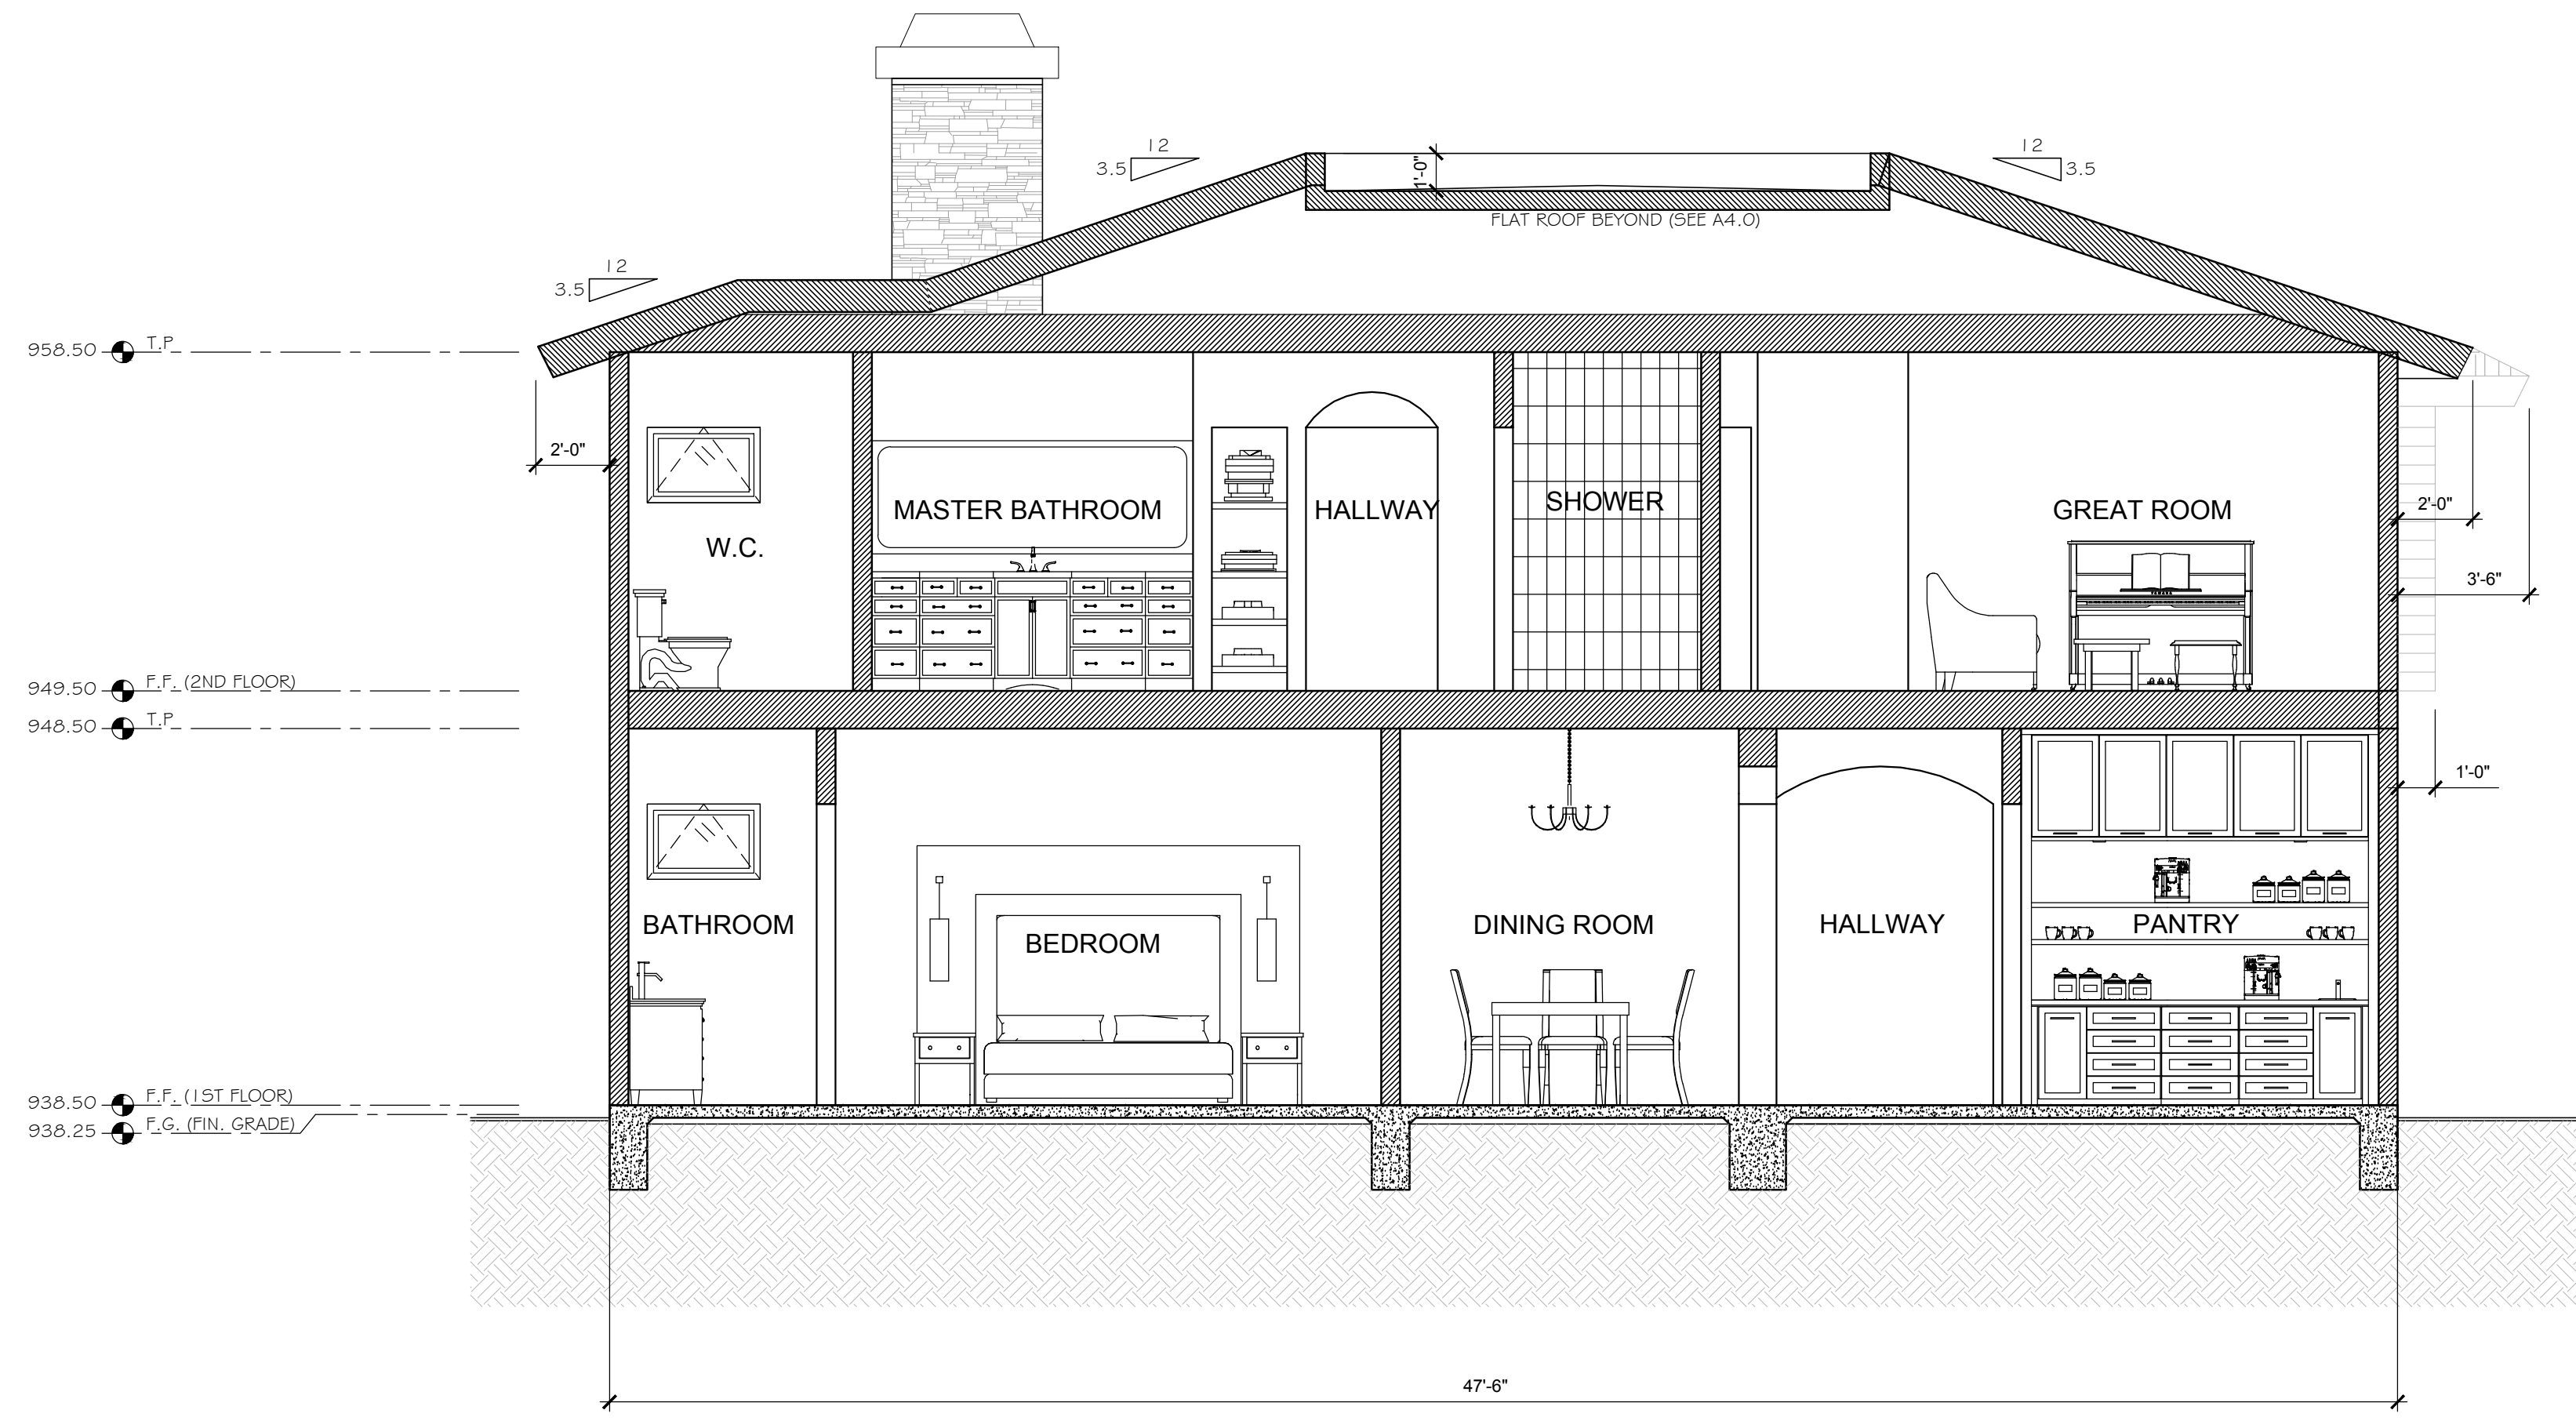 12
3.5
12
3.5
1'-0"
FLAT ROOF BEYOND (SEE A4.0)
12
3.5
958.50 T.P
2'-0"
MASTER BATHROOM
HALLWAY
SHOWER
GREAT ROOM
2'-0"
W.C.
3'-6"
949.50 F.F. (2ND FLOOR)
948.50 T.P
1'-0"
BATHROOM
BEDROOM
DINING ROOM
HALLWAY
PANTRY
938.50 F.F. (1ST FLOOR)
938.25 F.G. (FIN. GRADE)
47'-6"